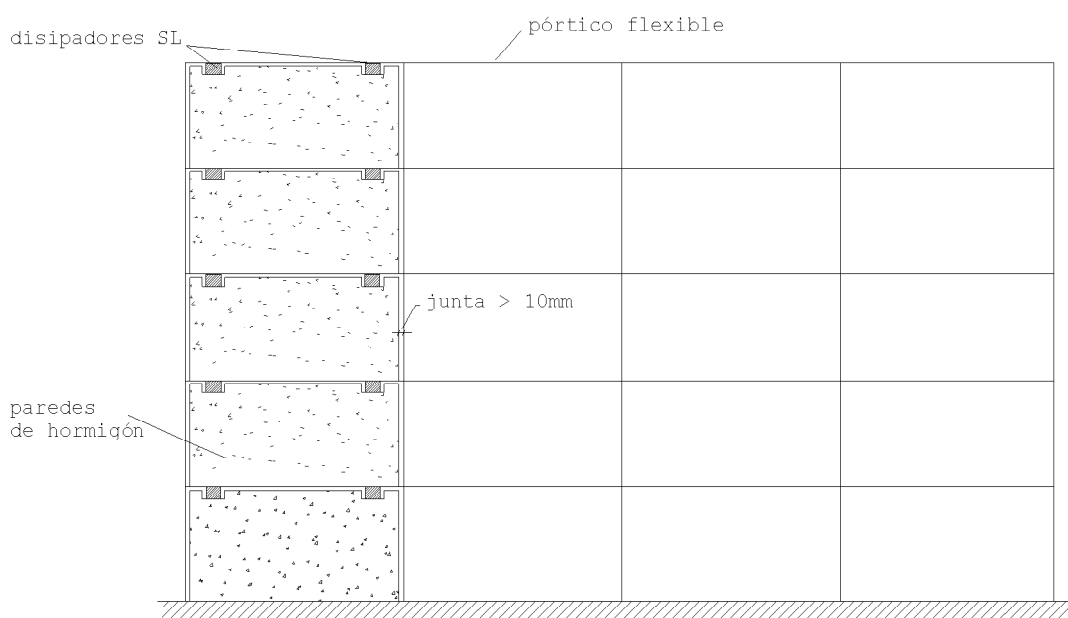 pórtico flexible
disipadores SL
junta > 10mm
paredes
de hormigón